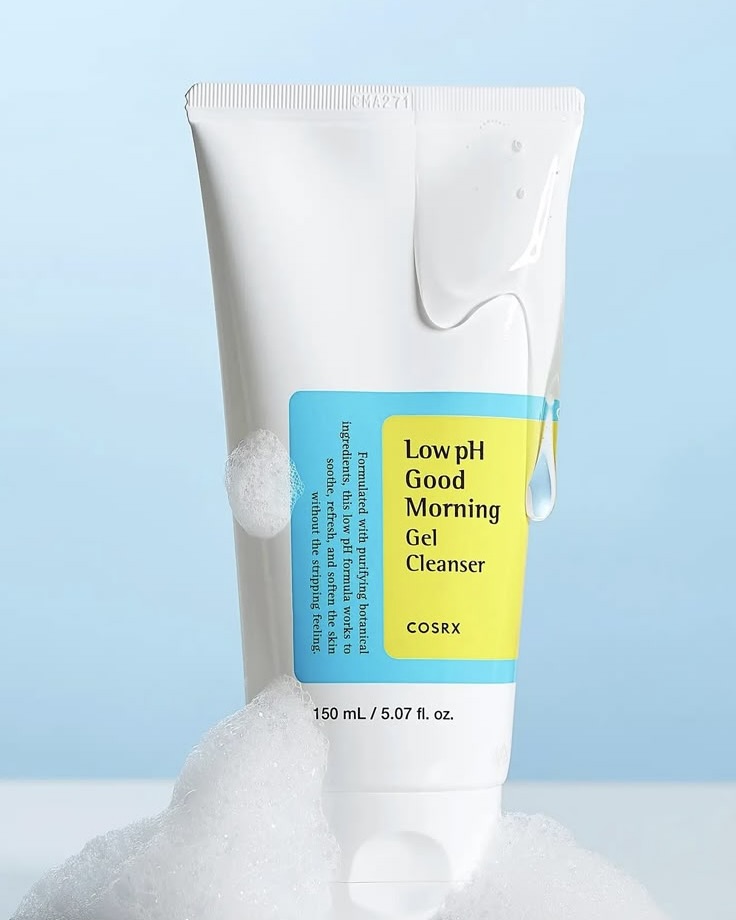 CMA271
Low pH
Good
Morning
Gel
Cleanser
COSRX
Formulated with purifying botanical
ingredients, this low pH formula works to
soothe, refresh, and soften the skin
without the stripping feeling.
150 mL / 5.07 fl. oz.